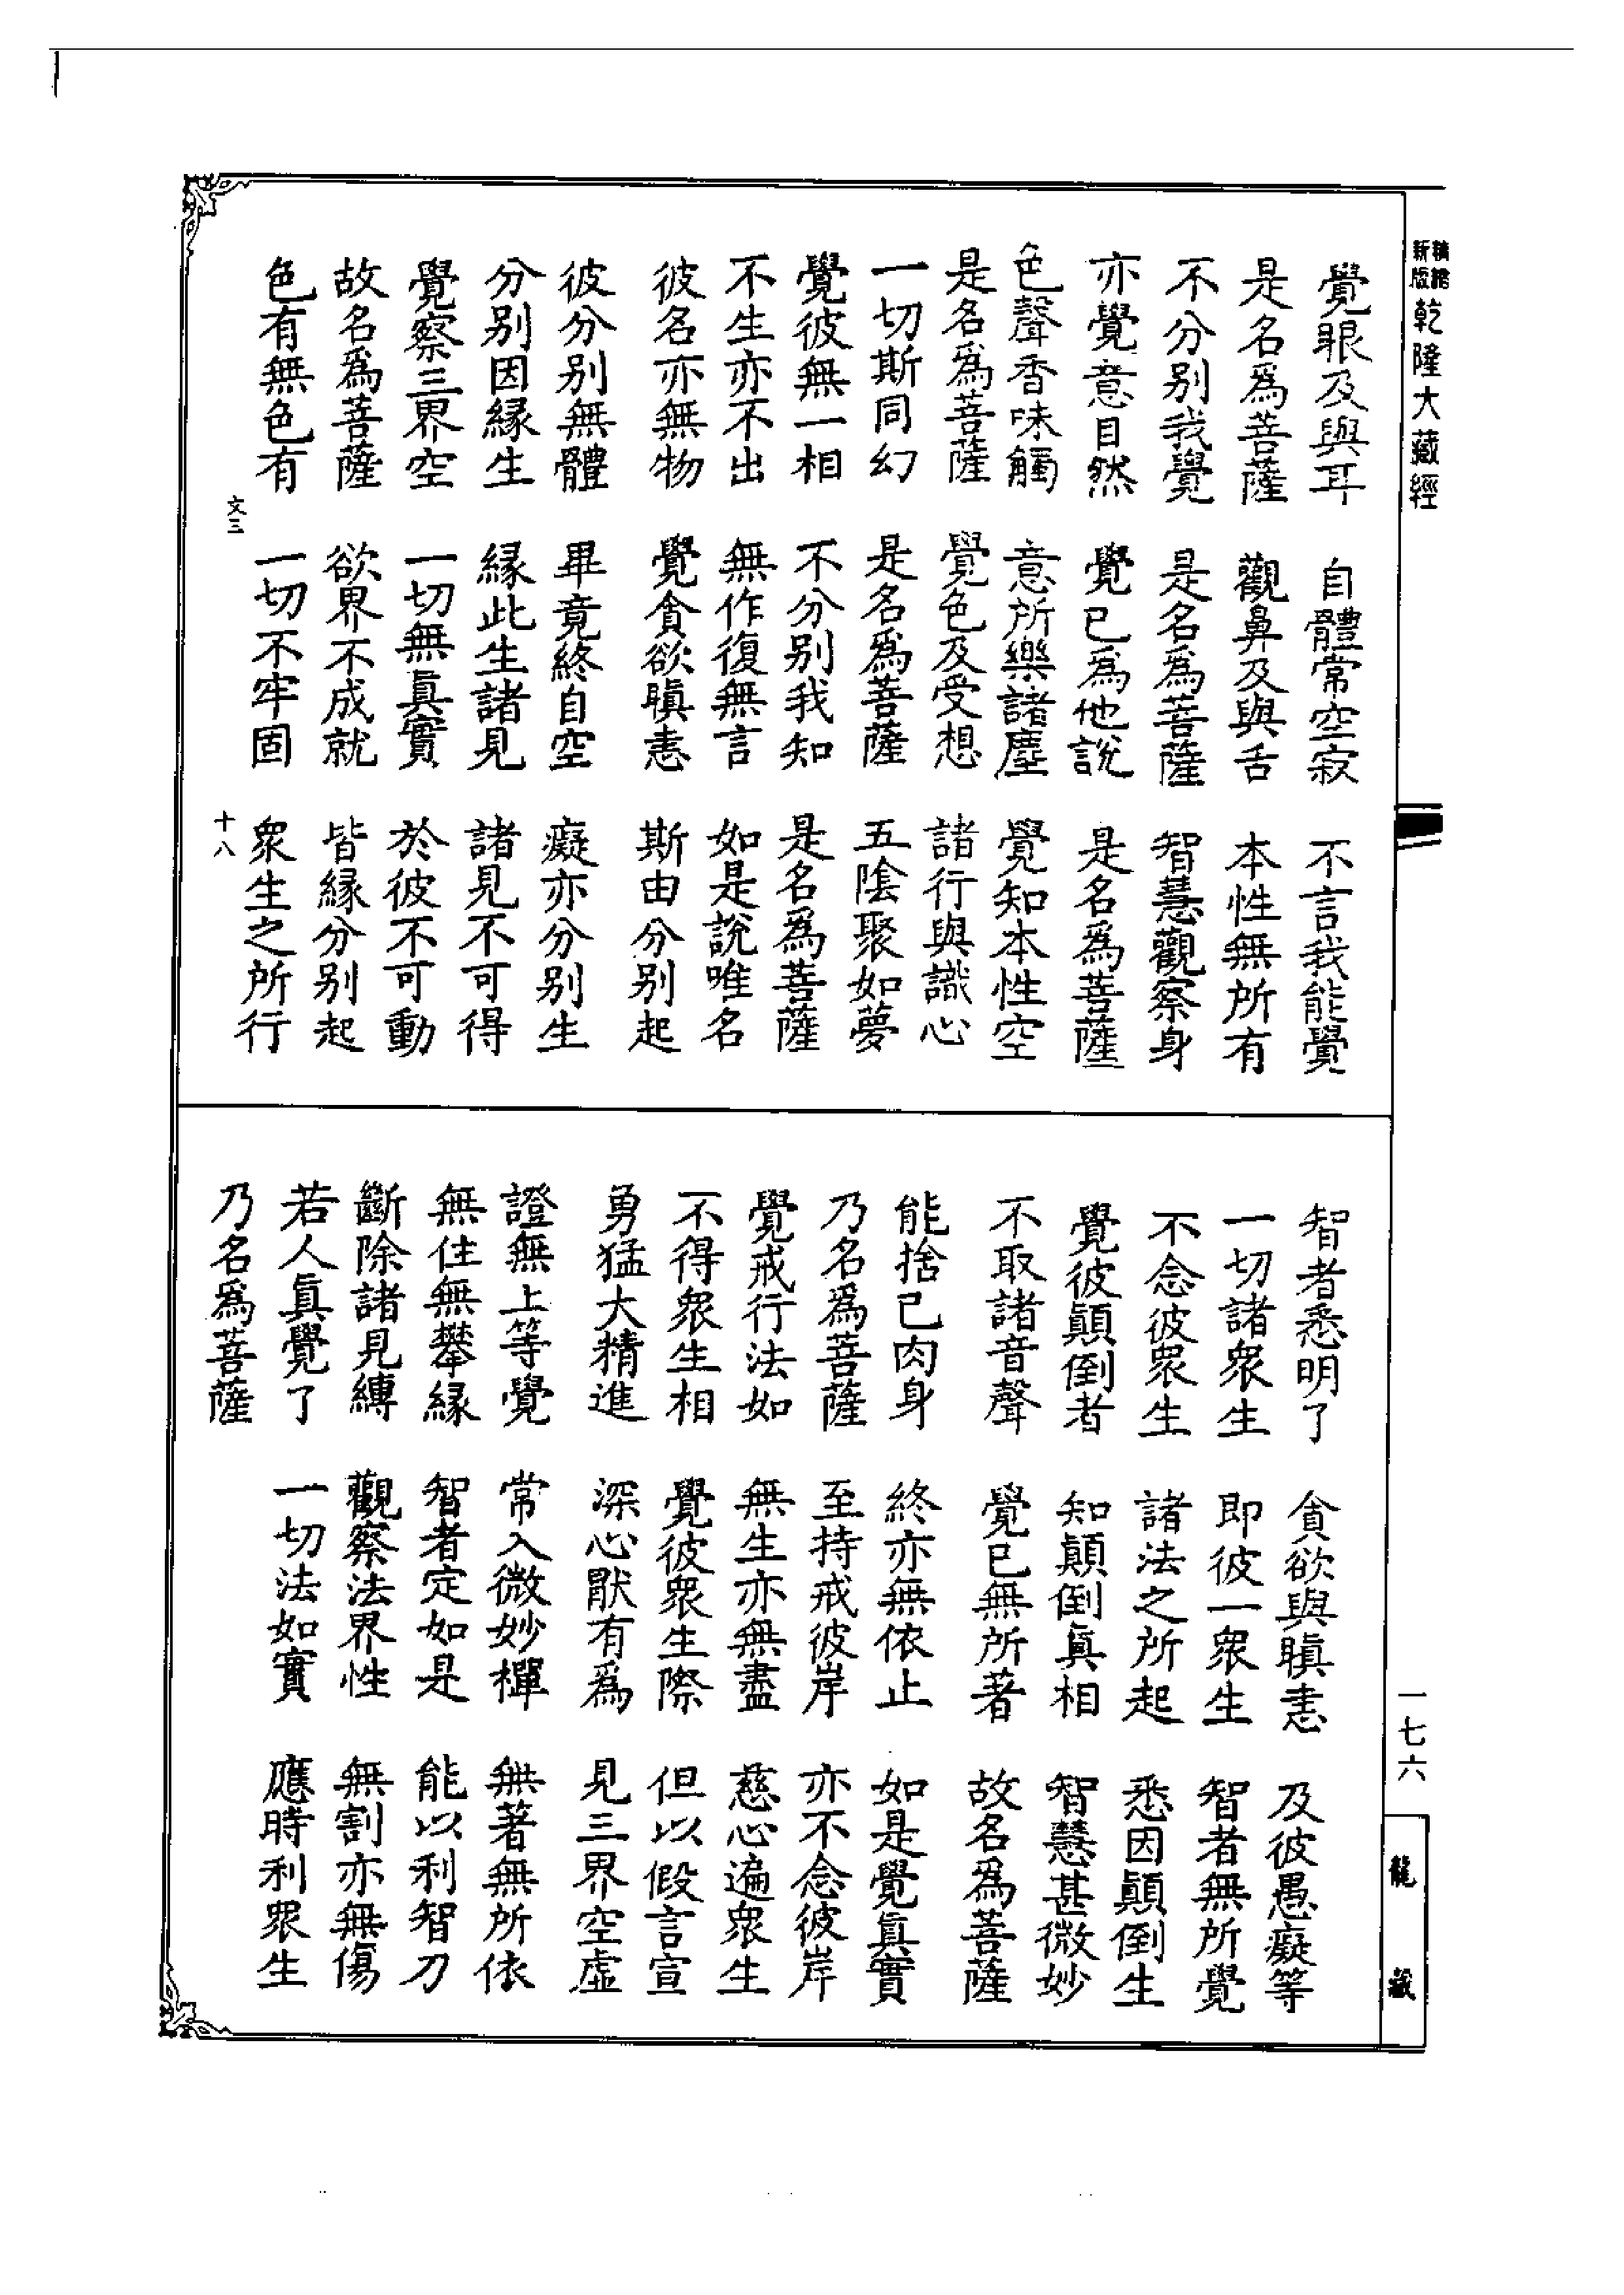 新版精縮乾隆大藏經
覺眼及與耳　自體常空寂　不言我能覺
是名爲菩薩　觀鼻及與舌　本性無所有
不分别我覺　是名爲菩薩　智慧觀察身
亦覺意自然　覺已爲他說　是名爲菩薩
色聲香味觸　意所樂諸塵　覺知本性空
是名爲菩薩　覺色及受想　諸行與識心
一切斯同幻　是名爲菩薩　五陰聚如夢
覺彼無一相　不分别我知　是名爲菩薩
不生亦不出　無作復無言　如是說唯名
彼名亦無物　覺貪欲瞋恚　斯由分别起
彼分别無體　畢竟終自空　癡亦分别生
分别因緣生　緣此生諸見　諸見不可得
覺察三界空　一切無眞實　於彼不可動
故名爲菩薩　欲界不成就　皆緣分别起
色有無色有　一切不牢固　衆生之所行
文三　十八
智者悉明了　貪欲與瞋恚　及彼愚癡等
一切諸衆生　即彼一衆生　智者無所覺
不念彼衆生　諸法之所起　悉因顚倒生
覺彼顚倒者　知顚倒眞相　智慧甚微妙
不取諸音聲　覺已無所著　故名爲菩薩
能捨已肉身　終亦無依止　如是覺眞實
乃名爲菩薩　至持戒彼岸　亦不念彼岸
覺戒行法如　無生亦無盡　慈心遍衆生
不得衆生相　覺彼衆生際　但以假言宣
勇猛大精進　深心厭有爲　見三界空虛
證無上等覺　常入微妙禪　無著無所依
無住無攀緣　智者定如是　能以利智刀
斷除諸見縛　觀察法界性　無割亦無傷
若人眞覺了　一切法如實　應時利衆生
乃名爲菩薩
一七六
龍藏